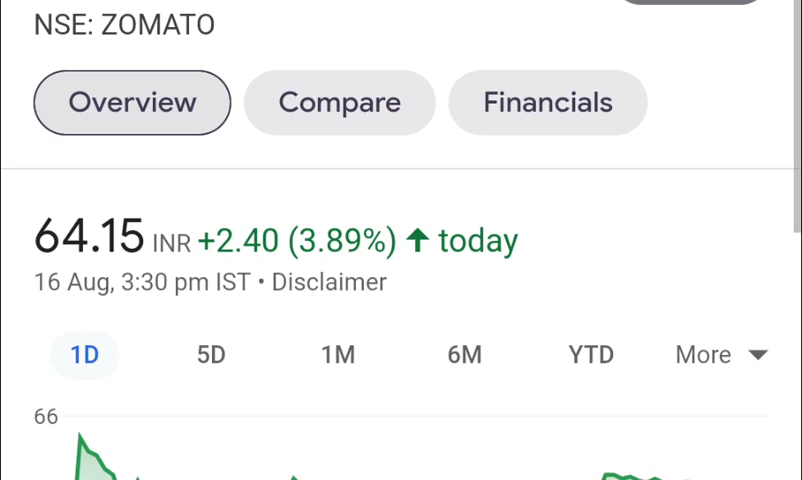 NSE: ZOMATO
Overview Compare Financials
64.15 INR +2.40 (3.89%) ↑ today
16 Aug, 3:30 pm IST • Disclaimer
1D 5D 1M 6M YTD More
66